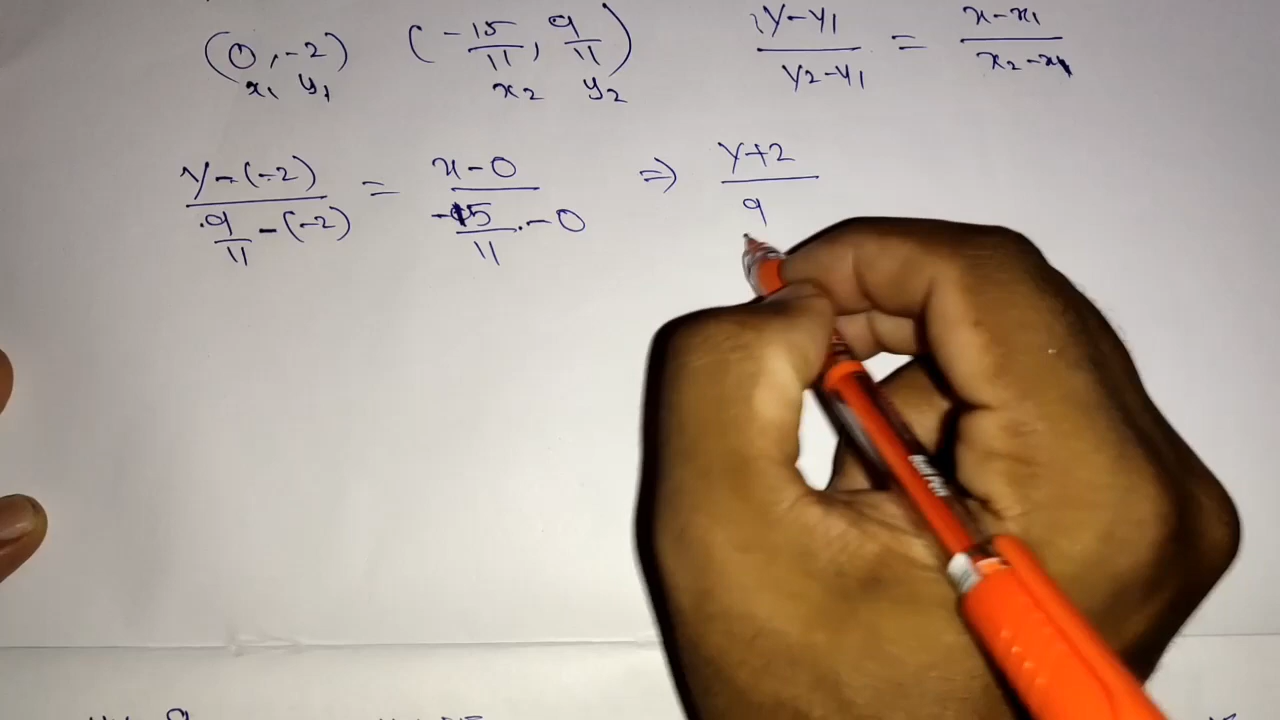 (0, -2) (-15/11, 9/11) y-y1/y2-y1 = x-x1/x2-x1
x1 y1 x2 y2
y-(-2)/9/11-(-2) = x-0/-15/11-0 ⇒ y+2/9